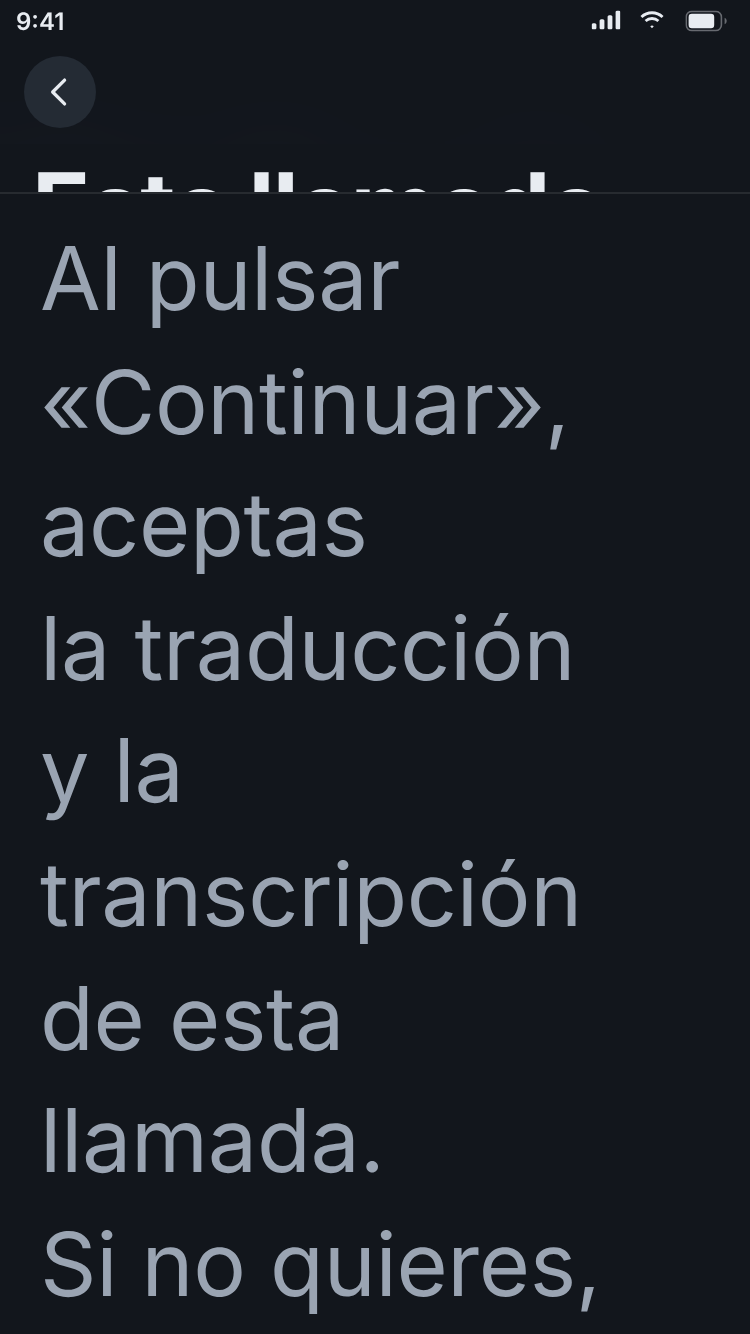 9:41
Al pulsar
«Continuar»,
aceptas
la traducción
y la
transcripción
de esta
llamada.
Si no quieres,